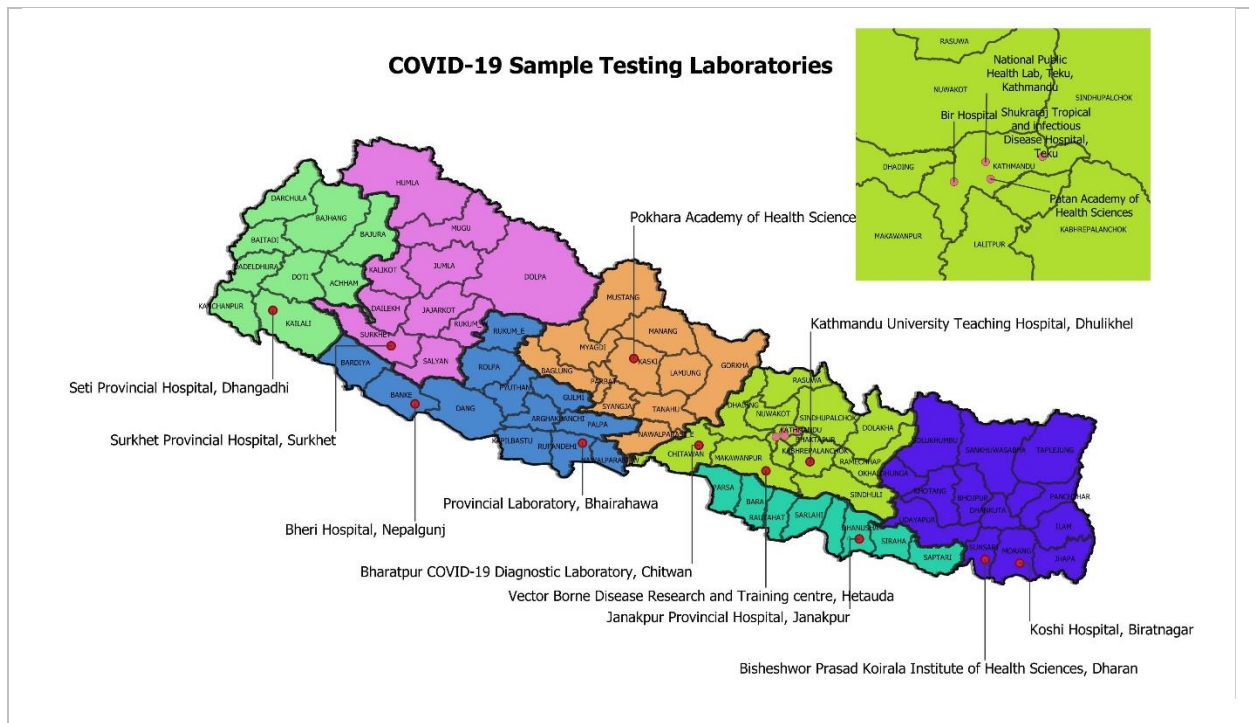 COVID-19 Sample Testing Laboratories
RASUWA
National Public
Health Lab, Teku,
Kathmandu
NUWAKOT
SINDHUPALCHOK
Bir Hospital
Shukraraj Tropical
and infectious
Disease Hospital,
Teku
DHADING
KATHMANDU
Patan Academy of
Health Sciences
KABHREPALANCHOK
MAKAWANPUR
LALITPUR
HUMLA
DARCHULA
BAJHANG
BAJURA
MUGU
BAITADI
JUMLA
KALIKOT
DOLPA
ADELDHURA
DOTI
ACHHAM
DAILEKH
JAJARKOT
KANCHANPUR
KAILALI
SURKHET
RUKUM_
SALYAN
RUKUM_E
Pokhara Academy of Health Science
MUSTANG
MANANG
MYAGDI
KASKI
LAMJUNG
GORKHA
BAGLUNG
PARBAT
SYANGJA
TANAHU
NAWALPARASI_E
Kathmandu University Teaching Hospital, Dhulikhel
BARDIYA
ROLPA
BANKE
DANG
PYUTHAN
GULMI
ARGHAKHANCHI
PALPA
KAPILBASTU
RUPANDEHI
RASUWA
DHADING
NUWAKOT
SINDHUPALCHOK
DOLAKHA
KATHMANDU
BHAKTAPUR
KABHREPALANCHOK
RAMECHHAP
CHITAWAN
MAKAWANPUR
OKHALDHUNGA
SINDHULI
SOLUKHUMBU
SANKHUWASABHA
TAPLEJUNG
KHOTANG
BHOJPUR
PANCHTHAR
DHANKUTA
UDAYAPUR
ILAM
SUNSARI
MORANG
JHAPA
PARSA
BARA
RAUTAHAT
SARLAHI
DHANUSHA
SIRAHA
SAPTARI
Seti Provincial Hospital, Dhangadhi
Surkhet Provincial Hospital, Surkhet
Provincial Laboratory, Bhairahawa
Bheri Hospital, Nepalgunj
Bharatpur COVID-19 Diagnostic Laboratory, Chitwan
Vector Borne Disease Research and Training centre, Hetauda
Janakpur Provincial Hospital, Janakpur
Koshi Hospital, Biratnagar
Bisheshwor Prasad Koirala Institute of Health Sciences, Dharan